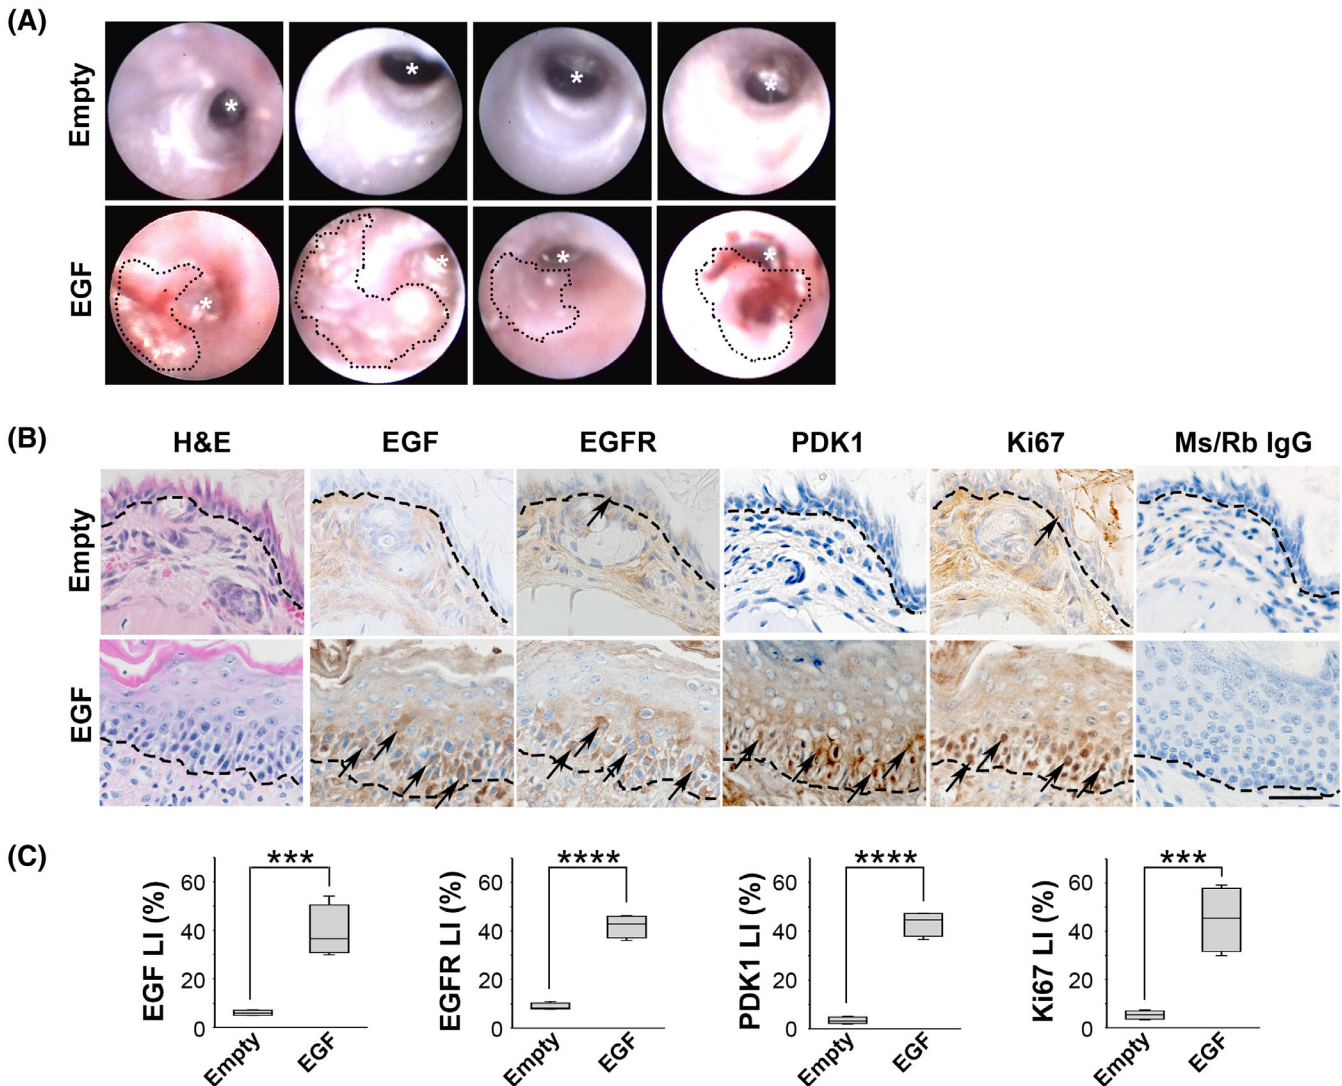 (A)
Empty
* * * *
EGF
* * * *
(B)
H&E EGF EGFR PDK1 Ki67 Ms/Rb IgG
Empty
EGF
(C)
*** **** **** ***
EGF LI (%)
60
40
20
0
Empty EGF
EGFR LI (%)
60
40
20
0
Empty EGF
PDK1 LI (%)
60
40
20
0
Empty EGF
Ki67 LI (%)
60
40
20
0
Empty EGF